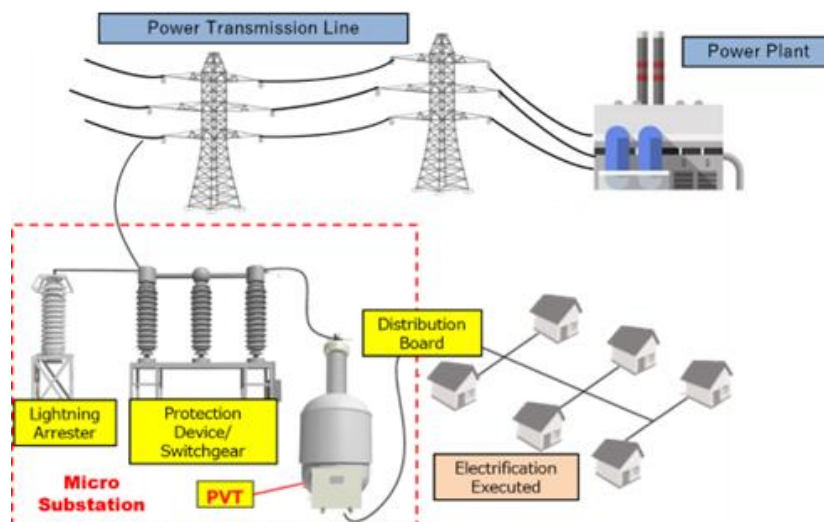 Power Transmission Line
Power Plant
Distribution
Board
Lightning
Arrester
Protection
Device/
Switchgear
Micro
Substation
PVT
Electrification
Executed